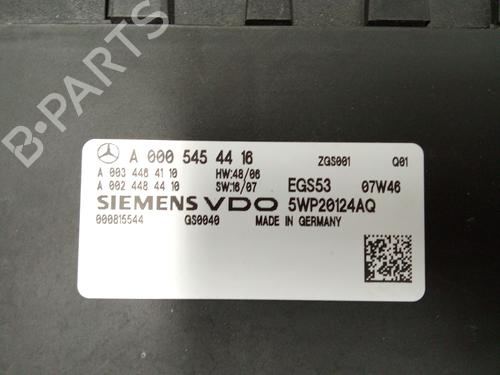 A 000 545 44 16 ZGS001 Q01
A 003 446 41 10 HW:48/06
A 002 448 44 10 SW:16/07 EGS53 07W46
SIEMENS VDO 5WP20124AQ
000815544 GS0040 MADE IN GERMANY
B-PARTS